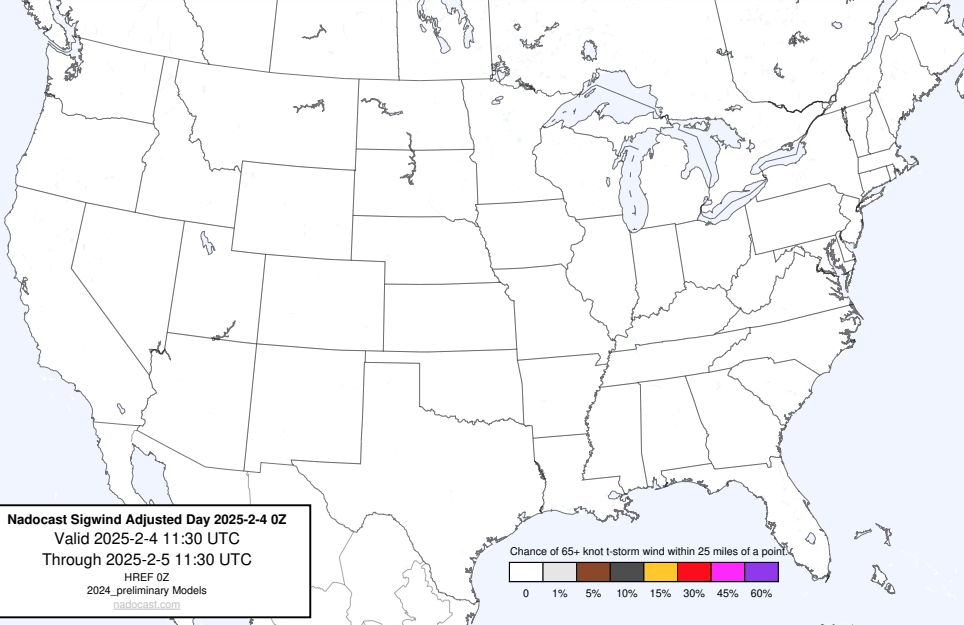 Nadocast Sigwind Adjusted Day 2025-2-4 0Z
Valid 2025-2-4 11:30 UTC
Through 2025-2-5 11:30 UTC
HREF 0Z
2024_preliminary Models
nadocast.com
Chance of 65+ knot t-storm wind within 25 miles of a point.
0 1% 5% 10% 15% 30% 45% 60%